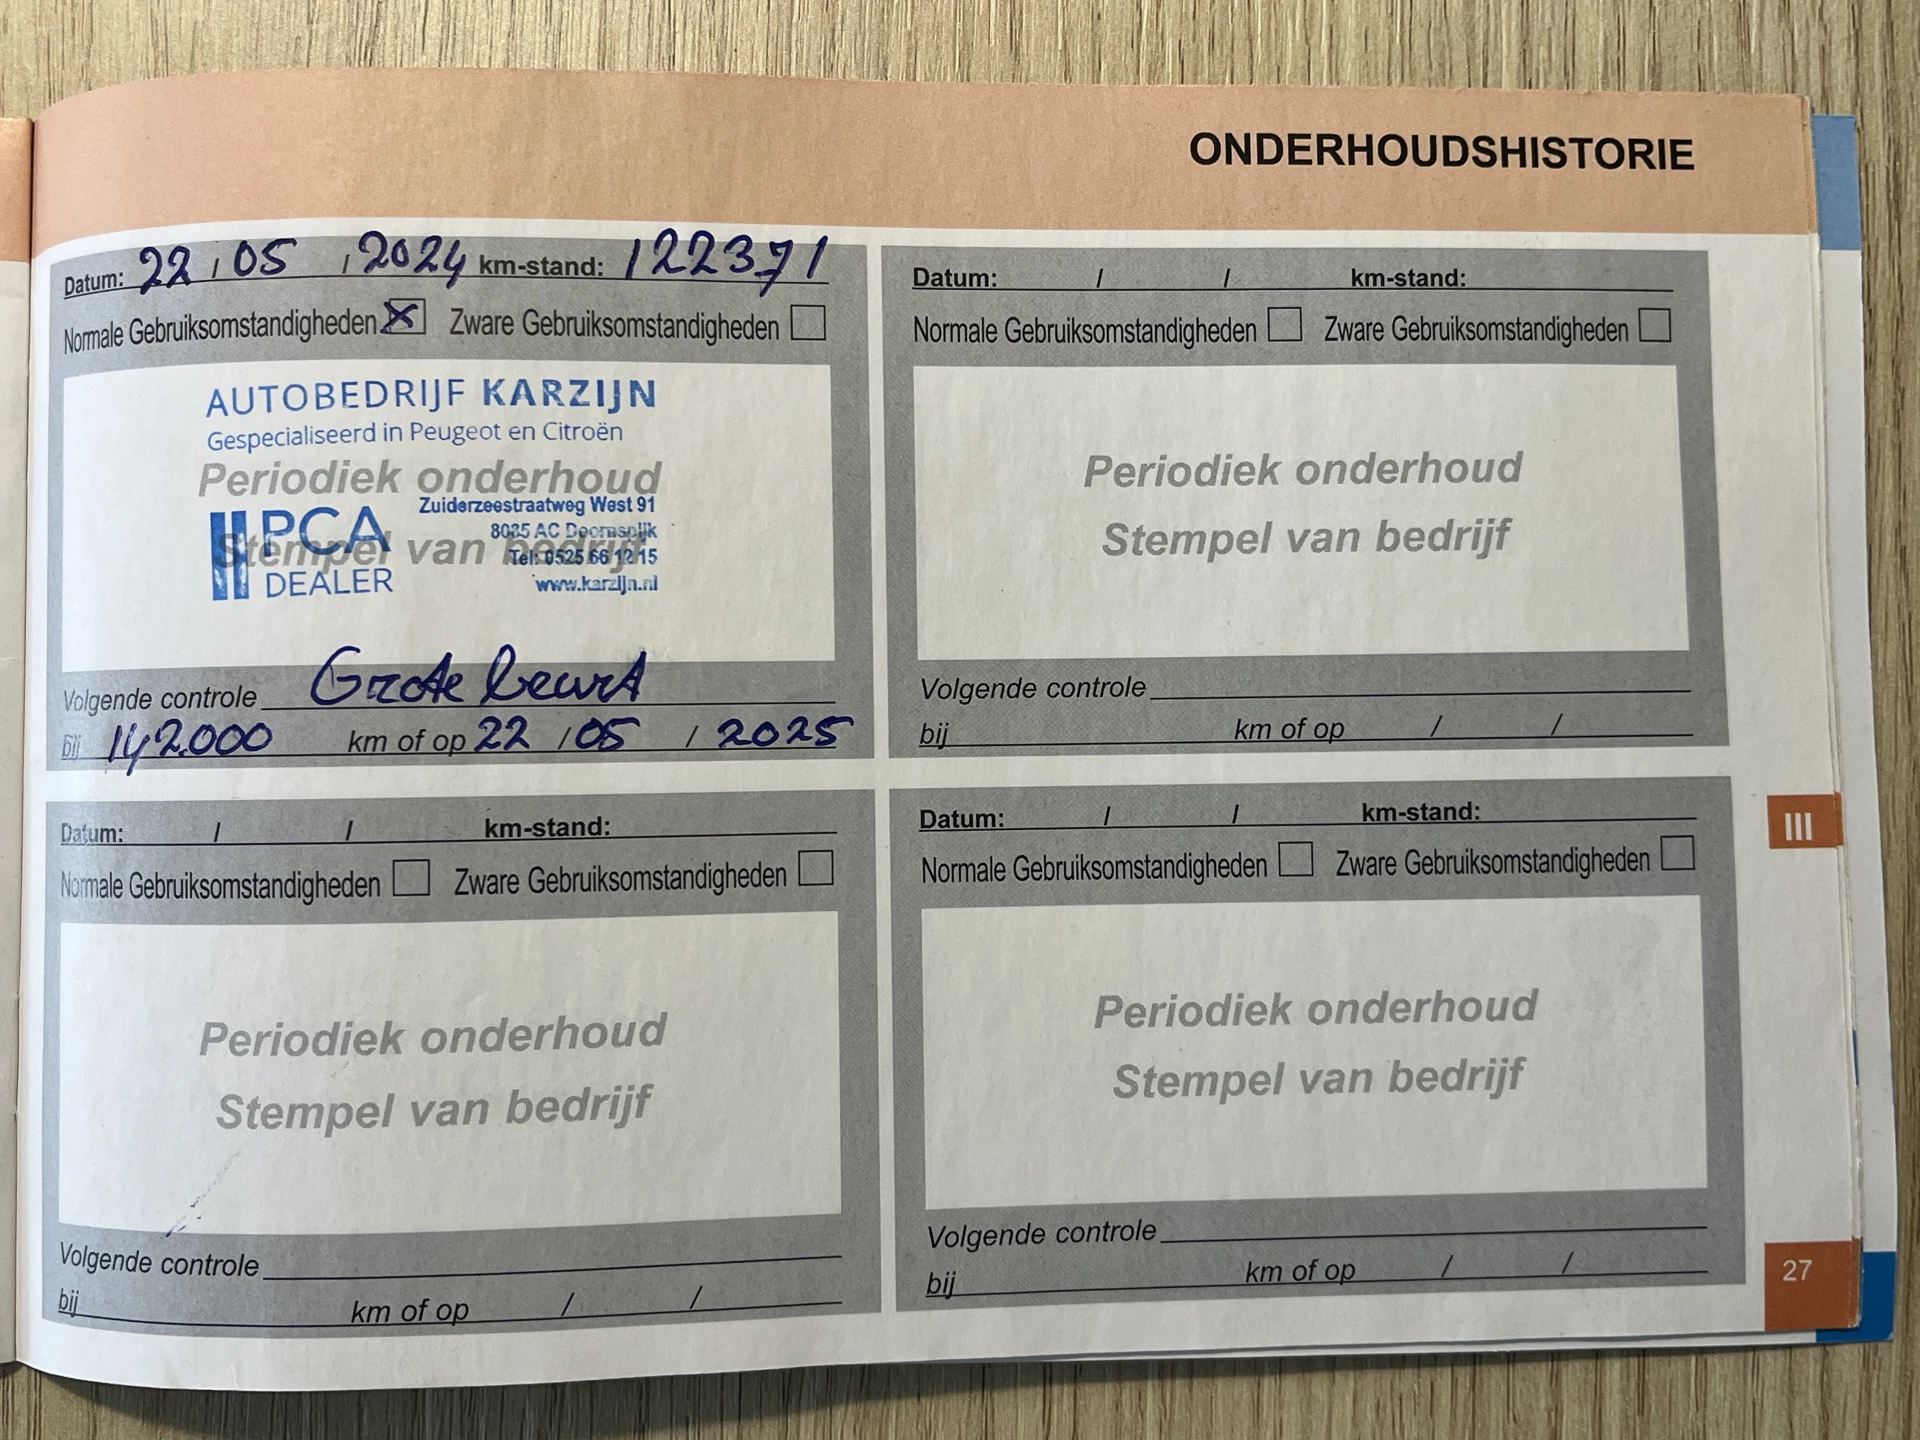 ONDERHOUDSHISTORIE
Datum: 22 / 05 / 2024 km-stand: 122371
Normale Gebruiksomstandigheden Zware Gebruiksomstandigheden
AUTOBEDRIJF KARZIJN
Gespecialiseerd in Peugeot en Citroën
Periodiek onderhoud
Stempel van bedrijf
PCA
DEALER
Zuiderzeestraatweg West 91
8085 AC Doornspijk
Tel: 0525 66 12 15
www.karzijn.nl
Volgende controle Grote beurt
bij 142.000 km of op 22 / 05 / 2025
Datum: / / km-stand:
Normale Gebruiksomstandigheden Zware Gebruiksomstandigheden
Periodiek onderhoud
Stempel van bedrijf
Volgende controle
bij km of op / /
Datum: / / km-stand:
Normale Gebruiksomstandigheden Zware Gebruiksomstandigheden
Periodiek onderhoud
Stempel van bedrijf
Volgende controle
bij km of op / /
Datum: / / km-stand:
Normale Gebruiksomstandigheden Zware Gebruiksomstandigheden
Periodiek onderhoud
Stempel van bedrijf
Volgende controle
bij km of op / /
III
27